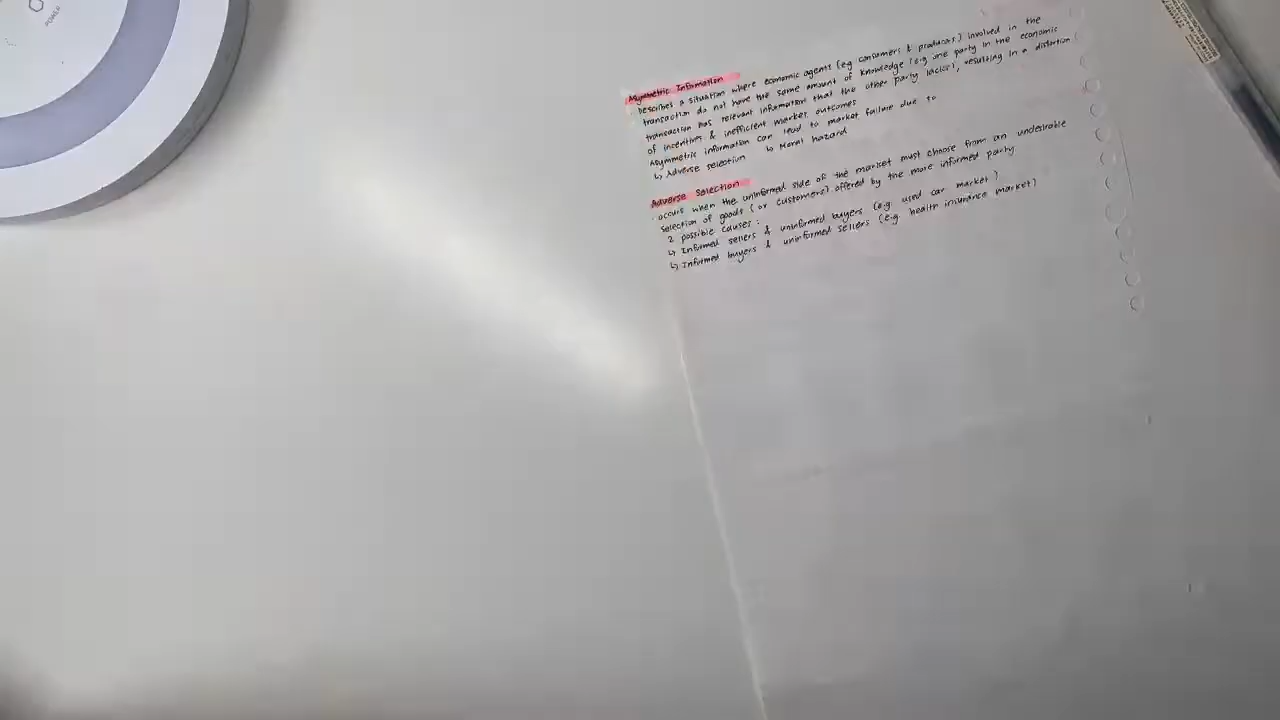 POWER
Asymmetric Information
· Describes a situation where economic agents (eg consumers & producers) involved in the
transaction do not have the same amount of knowledge (e.g one party in the economic
transaction has relevant information that the other party lacks), resulting in a distortion
of incentives & inefficient market outcomes
Asymmetric information can lead to market failure due to
↳ Adverse selection ↳ Moral hazard
Adverse Selection
· occurs when the uninformed side of the market must choose from an undesirable
selection of goods (or customers) offered by the more informed party.
2 possible causes:
↳ Informed sellers & uninformed buyers (e.g. used car market)
↳ Informed buyers & uninformed sellers (e.g. health insurance market)